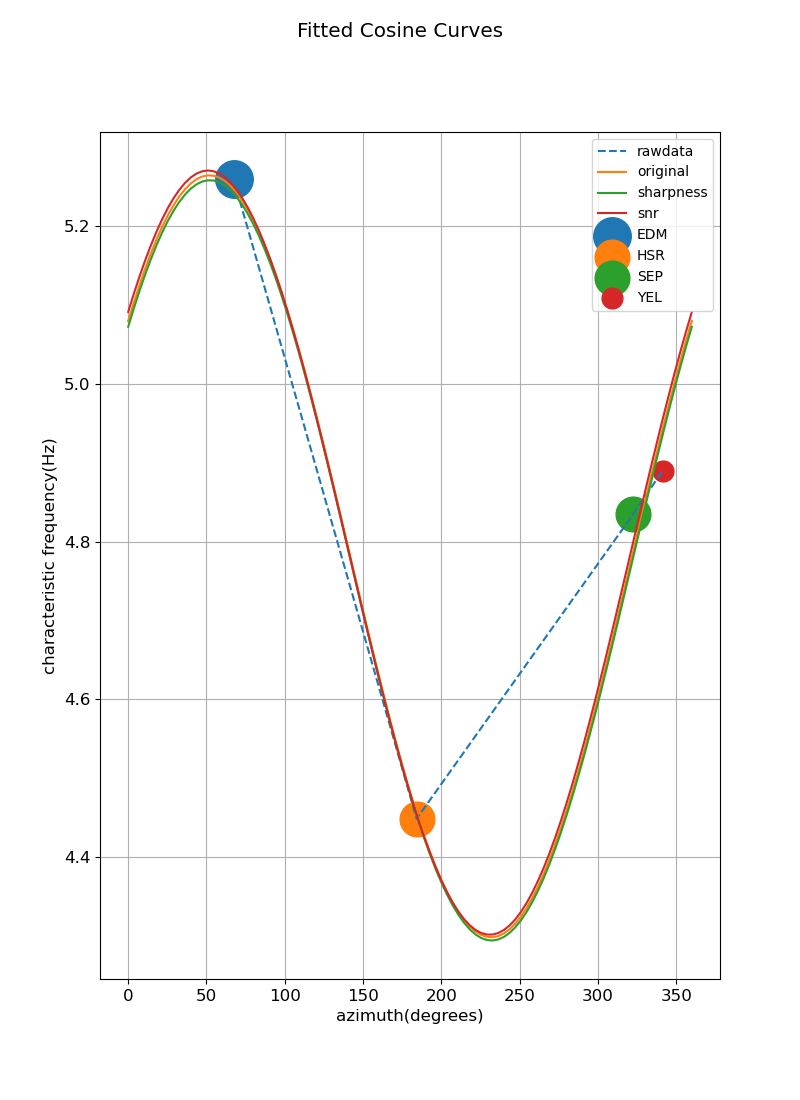 Fitted Cosine Curves
rawdata
original
sharpness
snr
EDM
HSR
SEP
YEL
5.2
5.0
4.8
4.6
4.4
characteristic frequency(Hz)
0 50 100 150 200 250 300 350
azimuth(degrees)